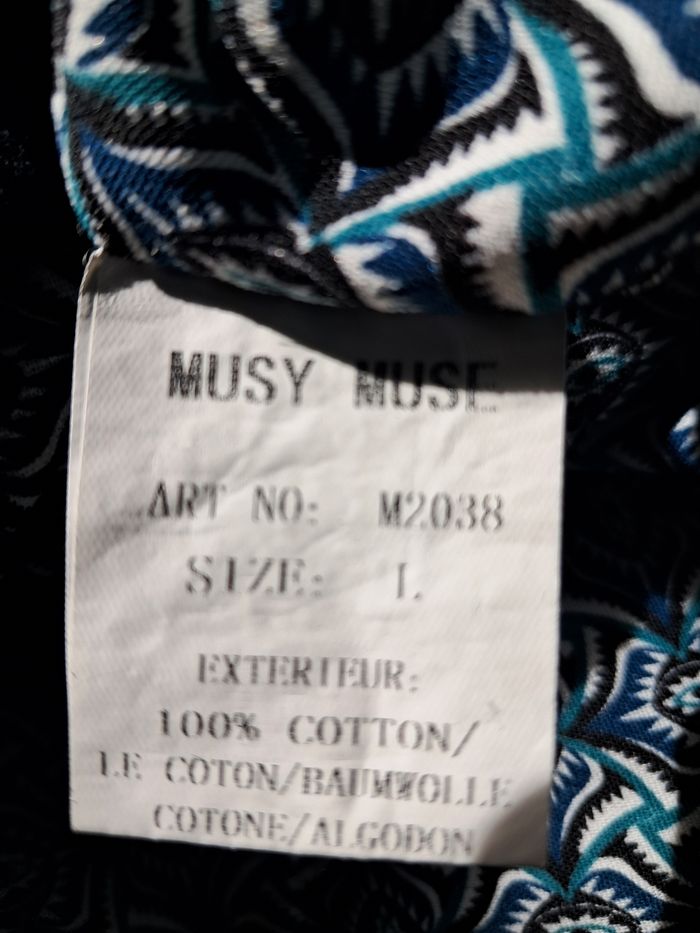 MUSY MUSE
ART NO: M2038
SIZE: L
EXTERIEUR:
100% COTTON/
LE COTON/BAUMWOLLE
COTONE/ALGODON